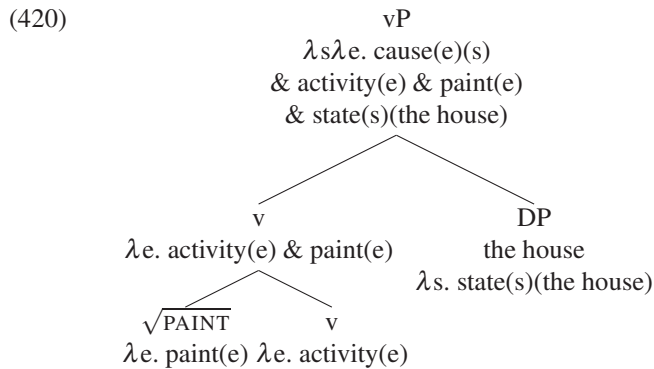 (420) vP
λsλe. cause(e)(s)
& activity(e) & paint(e)
& state(s)(the house)
v DP
λe. activity(e) & paint(e) the house
λs. state(s)(the house)
√PAINT v
λe. paint(e) λe. activity(e)